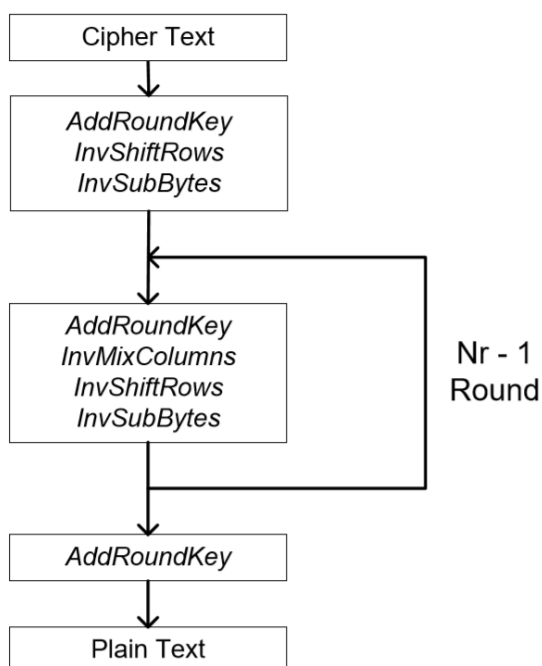 Cipher Text
AddRoundKey
InvShiftRows
InvSubBytes
AddRoundKey
InvMixColumns
InvShiftRows
InvSubBytes
Nr - 1
Round
AddRoundKey
Plain Text